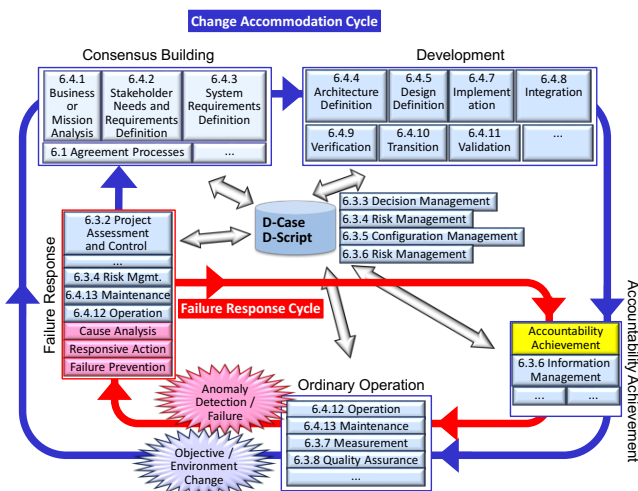 Change Accommodation Cycle
Consensus Building
6.4.1
Business
or
Mission
Analysis
6.4.2
Stakeholder
Needs and
Requirements
Definition
6.4.3
System
Requirements
Definition
6.1 Agreement Processes
...
Development
6.4.4
Architecture
Definition
6.4.5
Design
Definition
6.4.7
Implement
ation
6.4.8
Integration
6.4.9
Verification
6.4.10
Transition
6.4.11
Validation
...
D-Case
D-Script
6.3.3 Decision Management
6.3.4 Risk Management
6.3.5 Configuration Management
6.3.6 Risk Management
Failure Response
6.3.2 Project
Assessment
and Control
...
6.3.4 Risk Mgmt.
6.4.13 Maintenance
6.4.12 Operation
Cause Analysis
Responsive Action
Failure Prevention
Failure Response Cycle
Accountability Achievement
Accountability
Achievement
6.3.6 Information
Management
...
...
Anomaly
Detection /
Failure
Objective /
Environment
Change
Ordinary Operation
6.4.12 Operation
6.4.13 Maintenance
6.3.7 Measurement
6.3.8 Quality Assurance
...